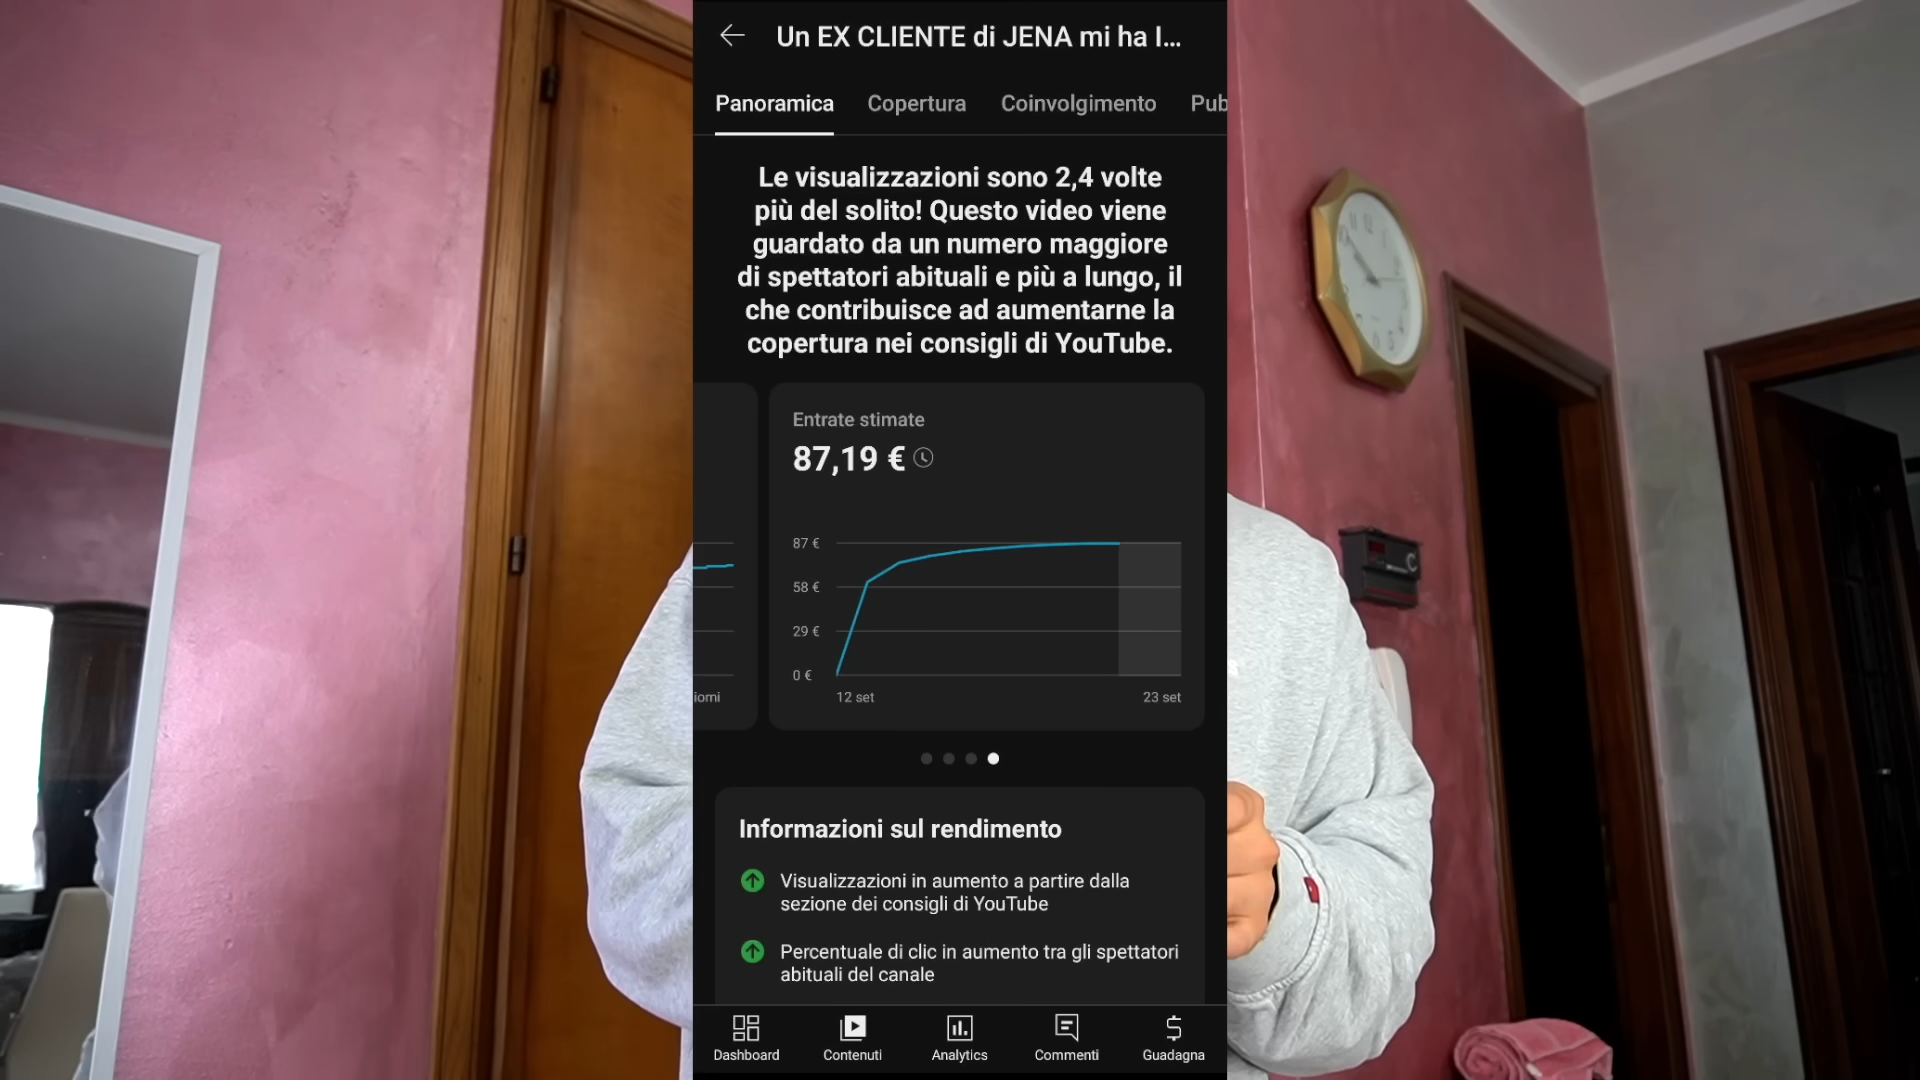 Un EX CLIENTE di JENA mi ha I...
Panoramica Copertura Coinvolgimento Pub
Le visualizzazioni sono 2,4 volte
più del solito! Questo video viene
guardato da un numero maggiore
di spettatori abituali e più a lungo, il
che contribuisce ad aumentarne la
copertura nei consigli di YouTube.
Entrate stimate
87,19 €
87 €
58 €
29 €
0 €
iorni
12 set 23 set
Informazioni sul rendimento
Visualizzazioni in aumento a partire dalla
sezione dei consigli di YouTube
Percentuale di clic in aumento tra gli spettatori
abituali del canale
Dashboard Contenuti Analytics Commenti Guadagna